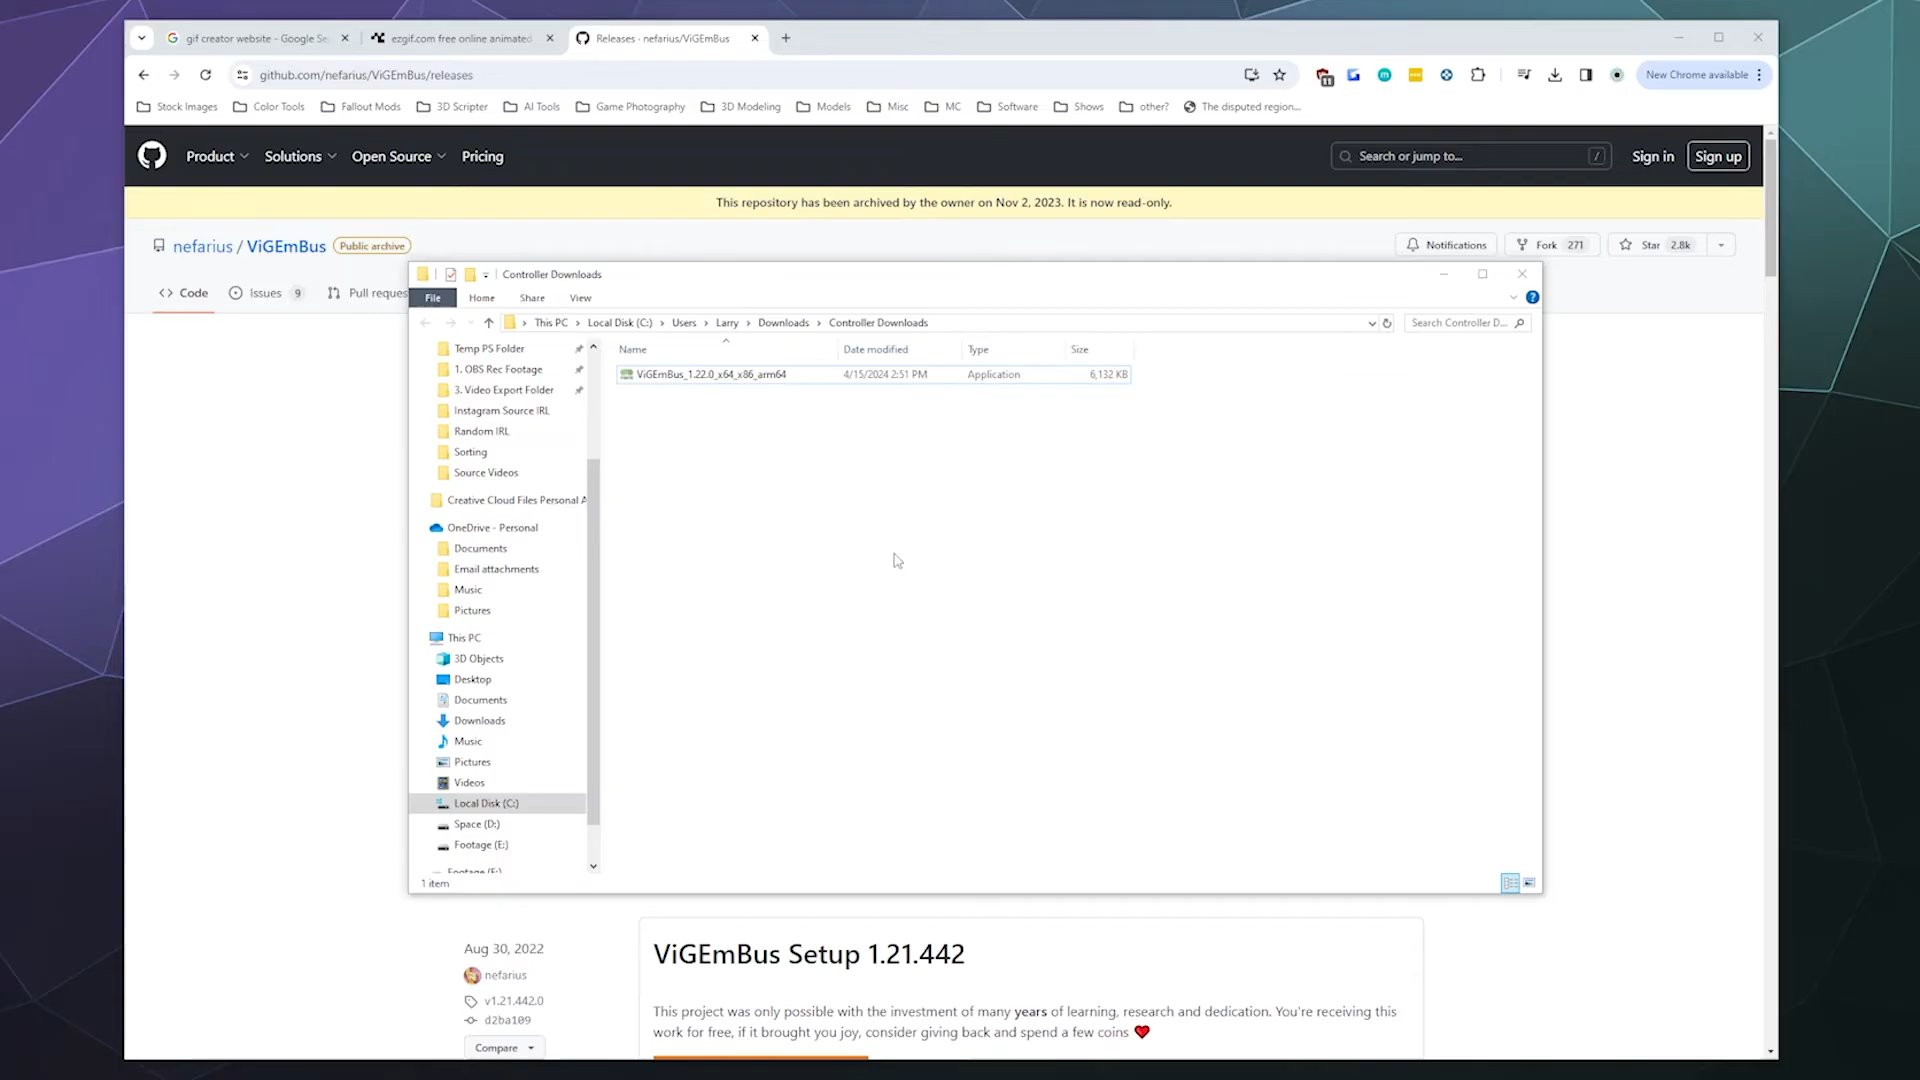 gif creator website - Google Se
ezgif.com free online animated
Releases · nefarius/ViGEmBus
github.com/nefarius/ViGEmBus/releases
New Chrome available
Stock Images
Color Tools
Fallout Mods
3D Scripter
AI Tools
Game Photography
3D Modeling
Models
Misc
MC
Software
Shows
other?
The disputed region...
Product
Solutions
Open Source
Pricing
Search or jump to...
/
Sign in
Sign up
This repository has been archived by the owner on Nov 2, 2023. It is now read-only.
nefarius / ViGEmBus
Public archive
Notifications
Fork 271
Star 2.8k
Code
Issues 9
Pull reques
Controller Downloads
File
Home
Share
View
This PC > Local Disk (C:) > Users > Larry > Downloads > Controller Downloads
Search Controller D...
Name
Date modified
Type
Size
ViGEmBus_1.22.0_x64_x86_arm64
4/15/2024 2:51 PM
Application
6,132 KB
Temp PS Folder
1. OBS Rec Footage
3. Video Export Folder
Instagram Source IRL
Random IRL
Sorting
Source Videos
Creative Cloud Files Personal A
OneDrive - Personal
Documents
Email attachments
Music
Pictures
This PC
3D Objects
Desktop
Documents
Downloads
Music
Pictures
Videos
Local Disk (C:)
Space (D:)
Footage (E:)
1 item
Aug 30, 2022
nefarius
v1.21.442.0
d2ba109
Compare
ViGEmBus Setup 1.21.442
This project was only possible with the investment of many years of learning, research and dedication. You're receiving this
work for free, if it brought you joy, consider giving back and spend a few coins